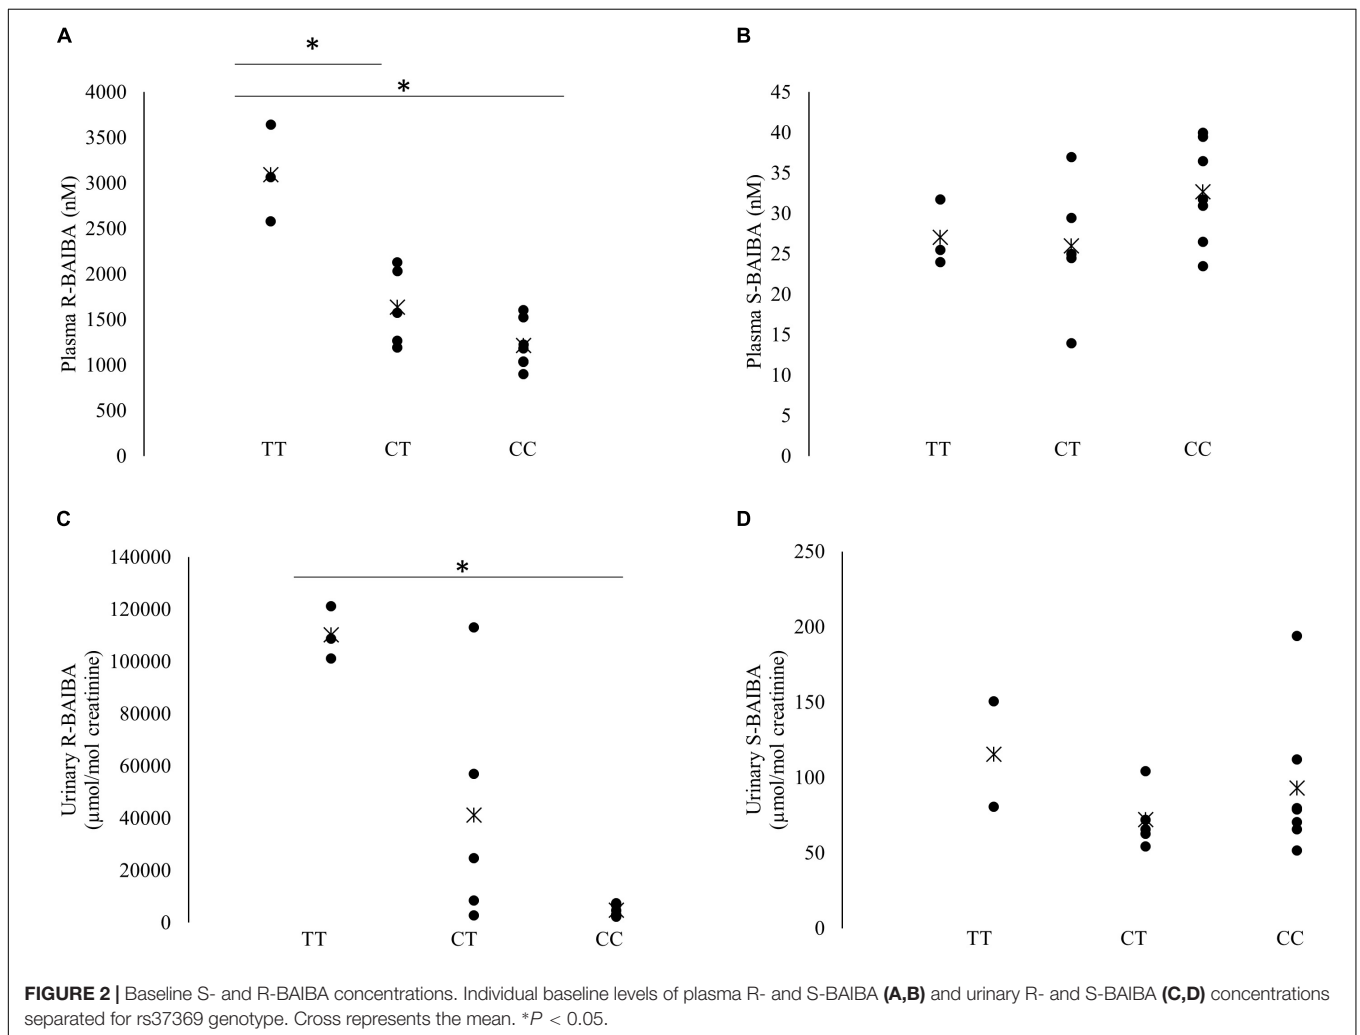 A
*
*
4000
3500
3000
2500
2000
1500
1000
500
0
Plasma R-BAIBA (nM)
TT CT CC
B
45
40
35
30
25
20
15
10
5
0
Plasma S-BAIBA (nM)
TT CT CC
C
*
140000
120000
100000
80000
60000
40000
20000
0
Urinary R-BAIBA
(µmol/mol creatinine)
TT CT CC
D
250
200
150
100
50
0
Urinary S-BAIBA
(µmol/mol creatinine)
TT CT CC
FIGURE 2 | Baseline S- and R-BAIBA concentrations. Individual baseline levels of plasma R- and S-BAIBA (A,B) and urinary R- and S-BAIBA (C,D) concentrations
separated for rs37369 genotype. Cross represents the mean. *P < 0.05.